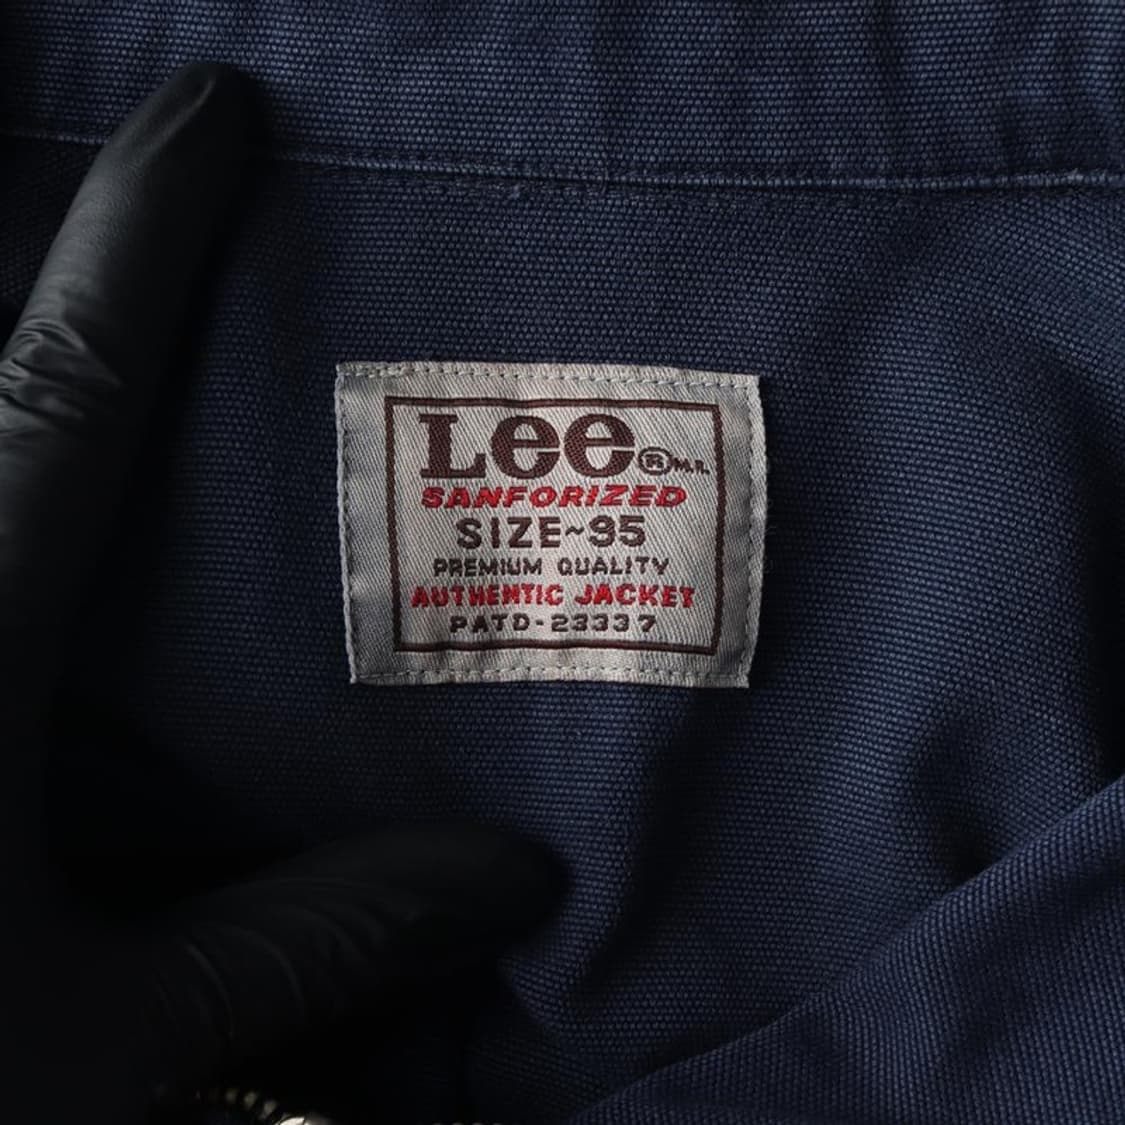 Lee® M.R.
SANFORIZED
SIZE~95
PREMIUM QUALITY
AUTHENTIC JACKET
PATD-23337